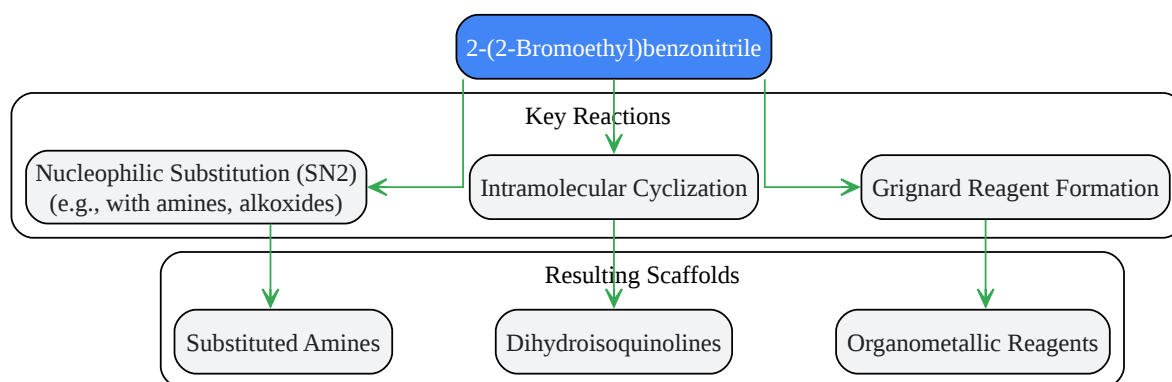 2-(2-Bromoethyl)benzonitrile
Key Reactions
Nucleophilic Substitution (SN2)
(e.g., with amines, alkoxides)
Intramolecular Cyclization
Grignard Reagent Formation
Resulting Scaffolds
Substituted Amines
Dihydroisoquinolines
Organometallic Reagents